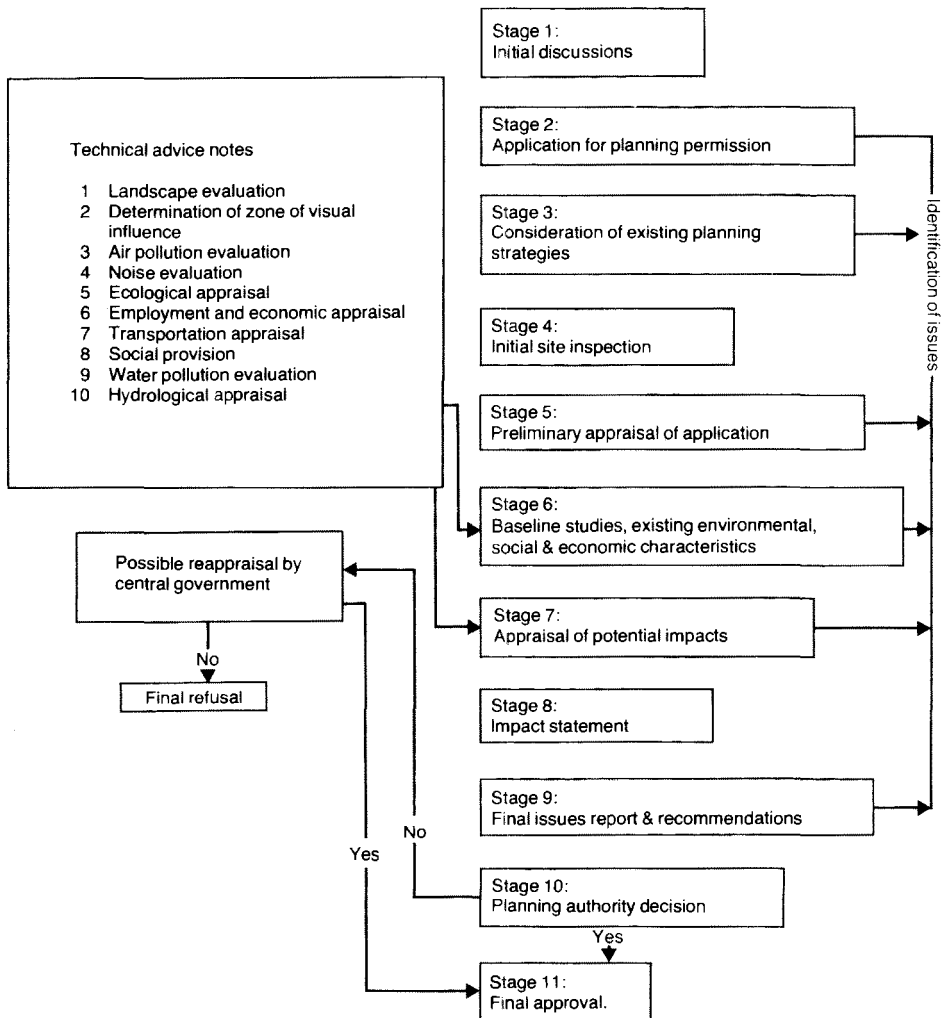 Stage 1:
Initial discussions
Stage 2:
Application for planning permission
Stage 3:
Consideration of existing planning
strategies
Stage 4:
Initial site inspection
Stage 5:
Preliminary appraisal of application
Stage 6:
Baseline studies, existing environmental,
social & economic characteristics
Stage 7:
Appraisal of potential impacts
Stage 8:
Impact statement
Stage 9:
Final issues report & recommendations
Stage 10:
Planning authority decision
Yes
Stage 11:
Final approval.
Identification of issues
Technical advice notes
1 Landscape evaluation
2 Determination of zone of visual
influence
3 Air pollution evaluation
4 Noise evaluation
5 Ecological appraisal
6 Employment and economic appraisal
7 Transportation appraisal
8 Social provision
9 Water pollution evaluation
10 Hydrological appraisal
Possible reappraisal by
central government
No
Final refusal
No
Yes